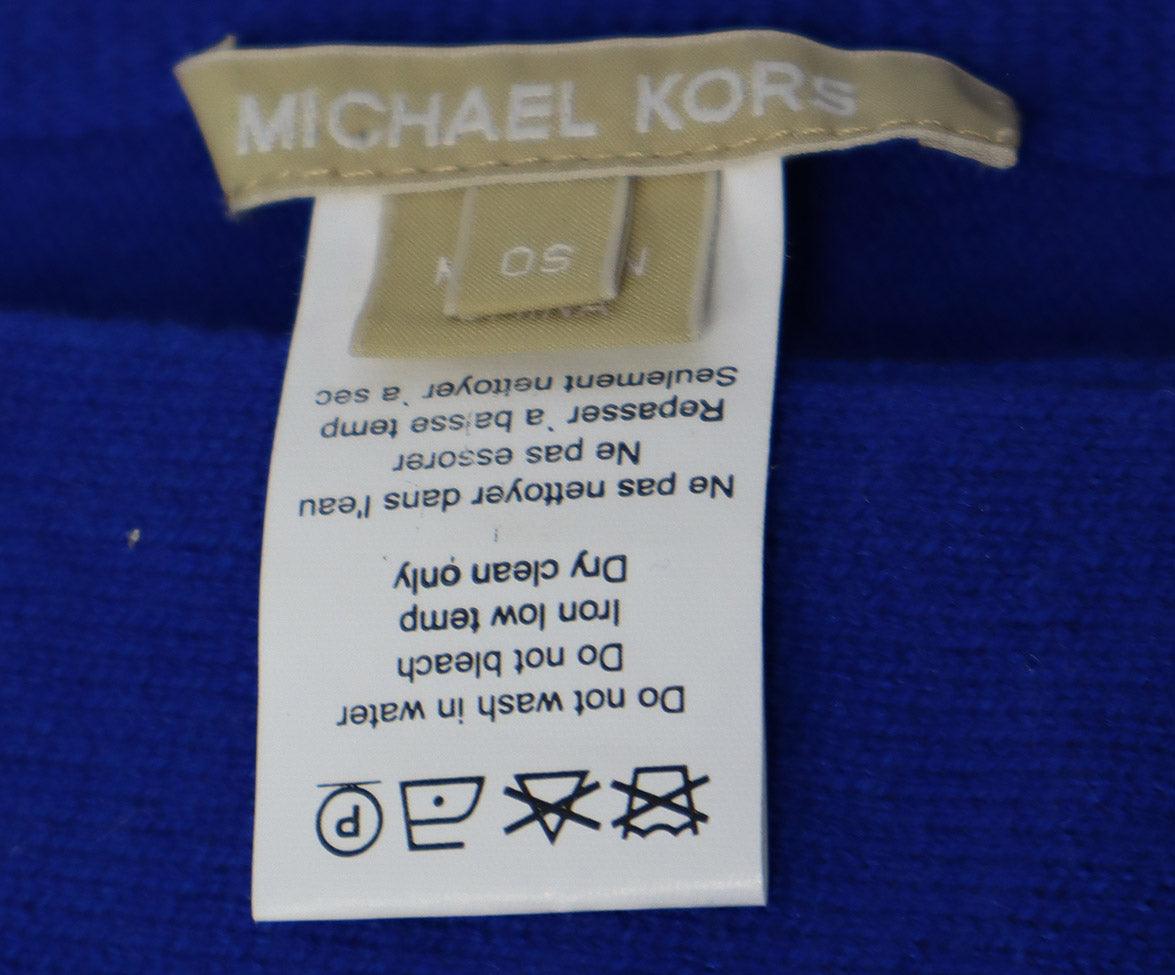 MICHAEL KORS
OS
P
Do not wash in water
Do not bleach
Iron low temp
Dry clean only
Ne pas nettoyer dans l'eau
Ne pas essorer
Repasser `a baisse temp
Seulement nettoyer `a sec